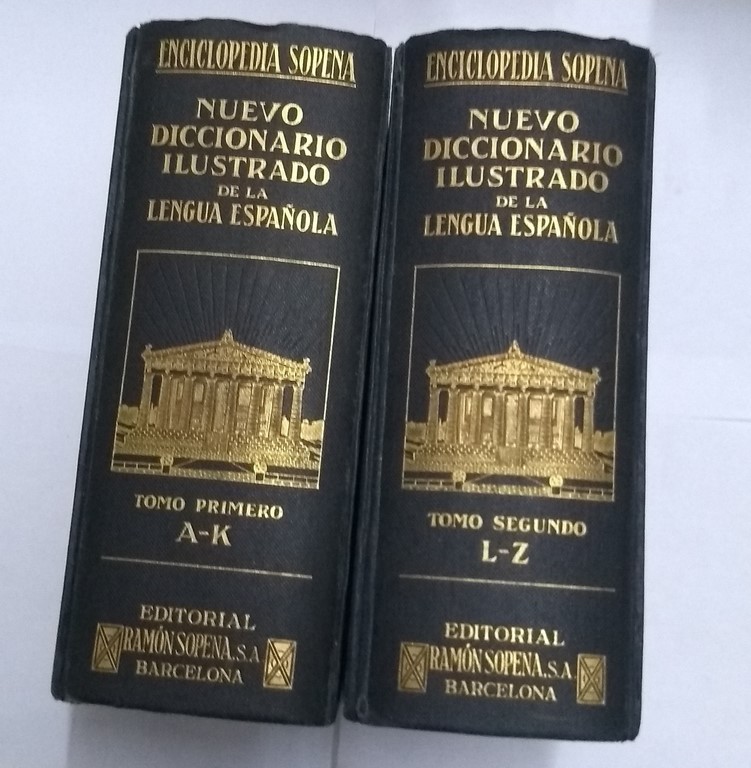 ENCICLOPEDIA SOPENA
NUEVO
DICCIONARIO
ILUSTRADO
DE LA
LENGUA ESPAÑOLA
TOMO PRIMERO
A-K
EDITORIAL
RAMÓN SOPENA, S.A.
BARCELONA
ENCICLOPEDIA SOPENA
NUEVO
DICCIONARIO
ILUSTRADO
DE LA
LENGUA ESPAÑOLA
TOMO SEGUNDO
L-Z
EDITORIAL
RAMÓN SOPENA, S.A.
BARCELONA